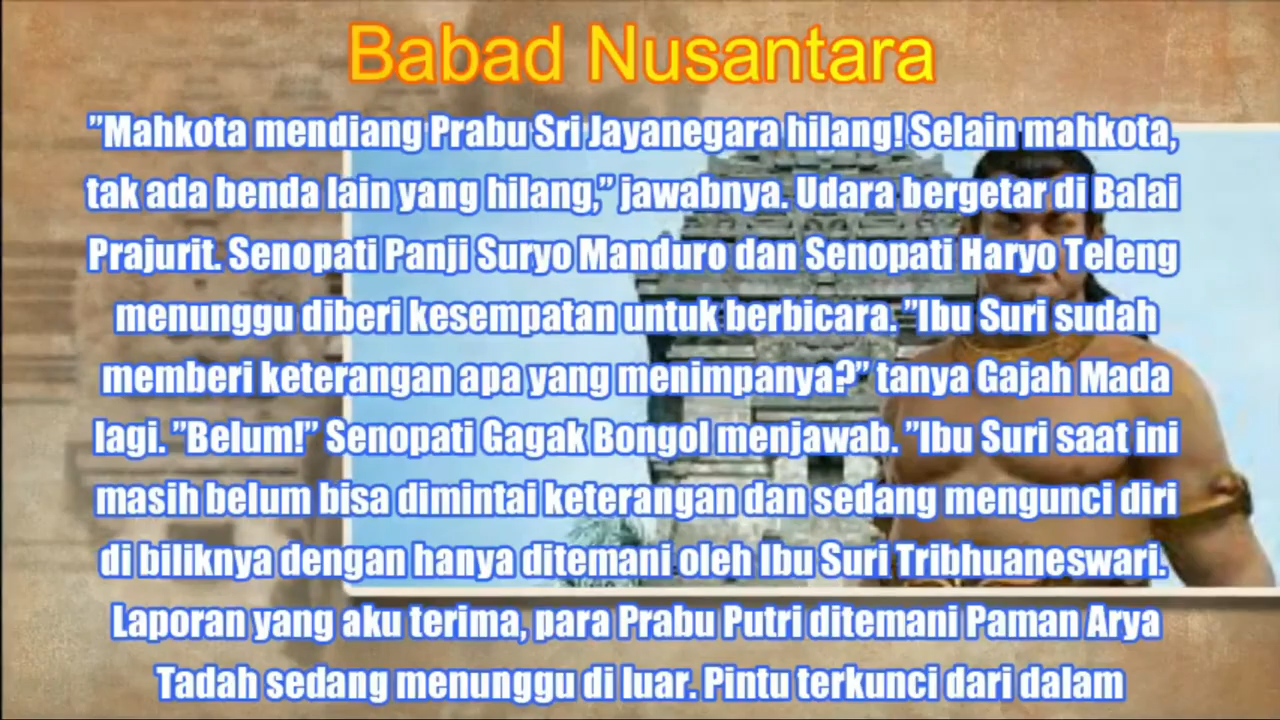 Babad Nusantara
”Mahkota mendiang Prabu Sri Jayanegara hilang! Selain mahkota,
tak ada benda lain yang hilang,” jawabnya. Udara bergetar di Balai
Prajurit. Senopati Panji Suryo Manduro dan Senopati Haryo Teleng
menunggu diberi kesempatan untuk berbicara. ”Ibu Suri sudah
memberi keterangan apa yang menimpanya?” tanya Gajah Mada
lagi. ”Belum!” Senopati Gagak Bongol menjawab. ”Ibu Suri saat ini
masih belum bisa dimintai keterangan dan sedang mengunci diri
di biliknya dengan hanya ditemani oleh Ibu Suri Tribhuaneswari.
Laporan yang aku terima, para Prabu Putri ditemani Paman Arya
Tadah sedang menunggu di luar. Pintu terkunci dari dalam